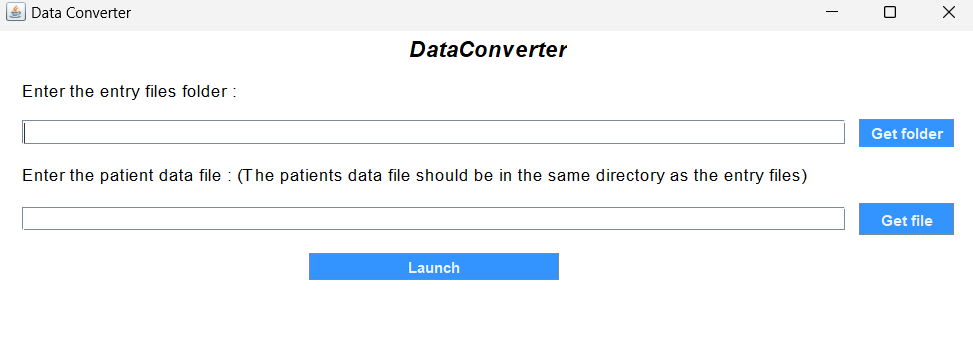 Data Converter
DataConverter
Enter the entry files folder :
Get folder
Enter the patient data file : (The patients data file should be in the same directory as the entry files)
Get file
Launch